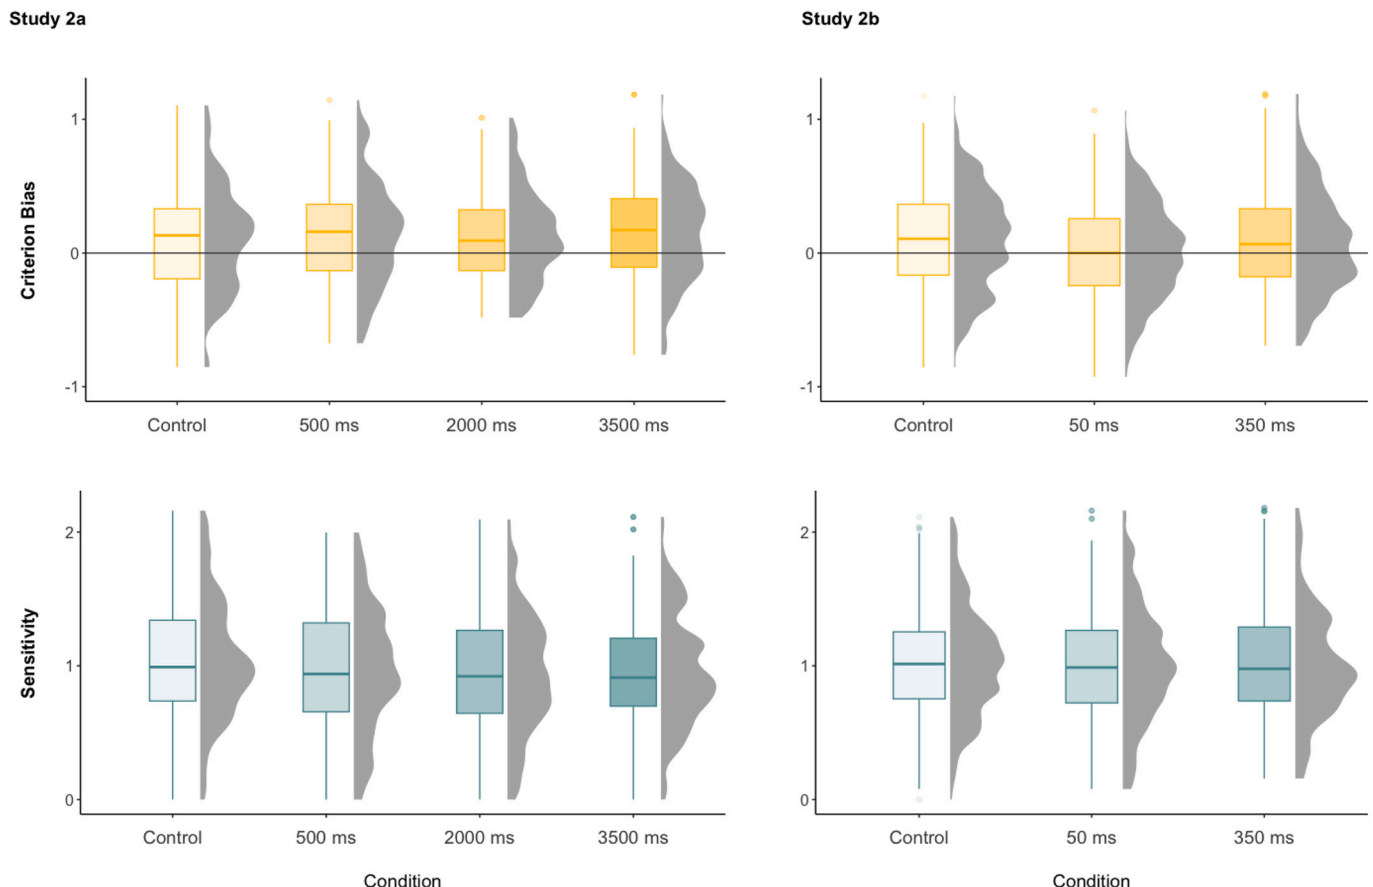 Study 2a
Study 2b
Criterion Bias
1
0
-1
Control
500 ms
2000 ms
3500 ms
1
0
-1
Control
50 ms
350 ms
Sensitivity
2
1
0
Control
500 ms
2000 ms
3500 ms
Condition
2
1
0
Control
50 ms
350 ms
Condition